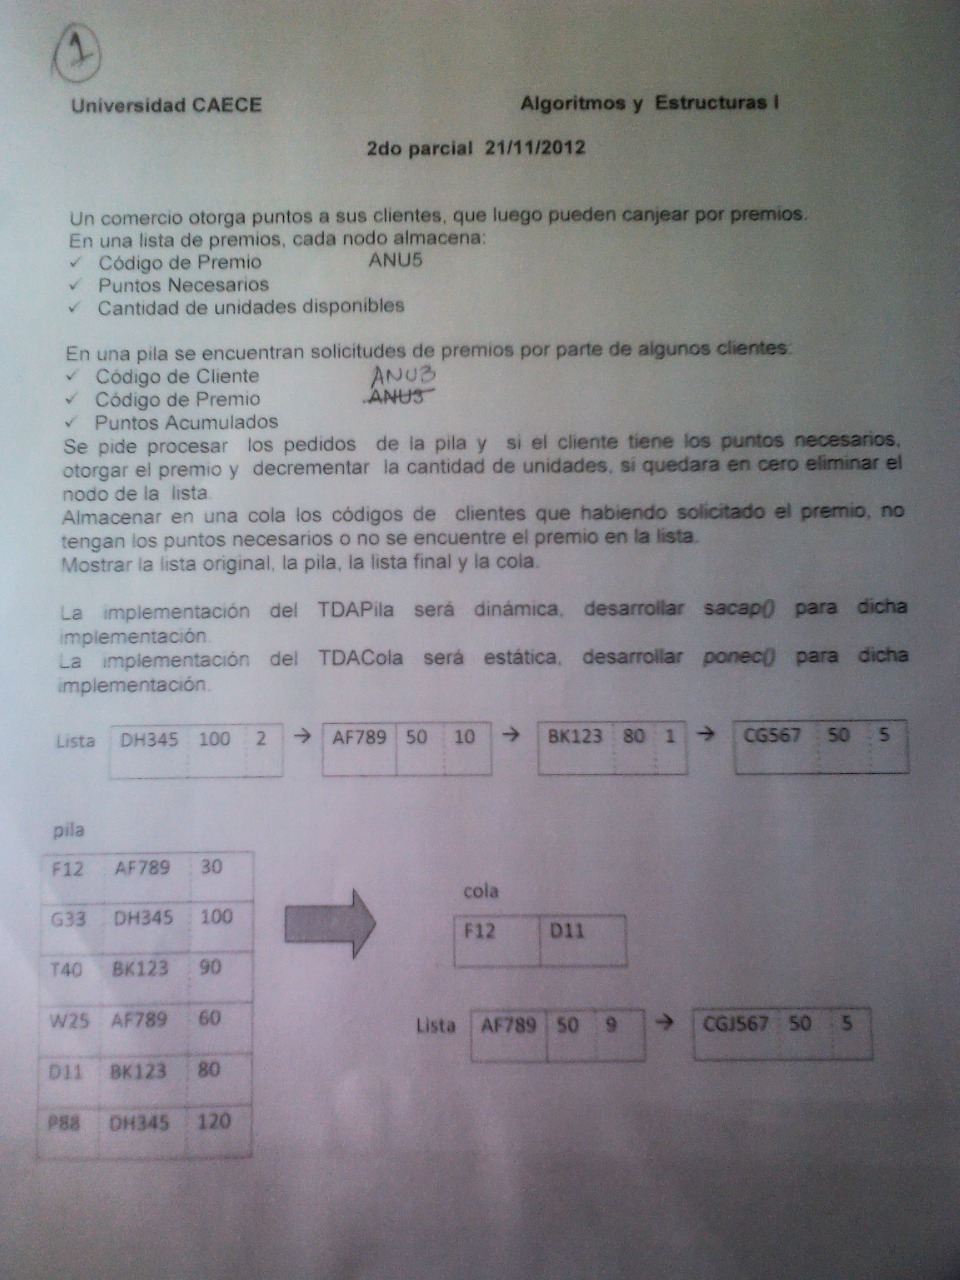 1
Universidad CAECE Algoritmos y Estructuras I
2do parcial 21/11/2012
Un comercio otorga puntos a sus clientes, que luego pueden canjear por premios.
En una lista de premios, cada nodo almacena:
✓ Código de Premio ANU5
✓ Puntos Necesarios
✓ Cantidad de unidades disponibles
En una pila se encuentran solicitudes de premios por parte de algunos clientes:
✓ Código de Cliente ANU3
✓ Código de Premio ANU5
✓ Puntos Acumulados
Se pide procesar los pedidos de la pila y si el cliente tiene los puntos necesarios,
otorgar el premio y decrementar la cantidad de unidades, si quedara en cero eliminar el
nodo de la lista.
Almacenar en una cola los códigos de clientes que habiendo solicitado el premio, no
tengan los puntos necesarios o no se encuentre el premio en la lista.
Mostrar la lista original, la pila, la lista final y la cola.
La implementación del TDAPila será dinámica, desarrollar sacap() para dicha
implementación.
La implementación del TDACola será estática, desarrollar ponec() para dicha
implementación.
Lista DH345 100 2 → AF789 50 10 → BK123 80 1 → CG567 50 5
pila
F12 AF789 30
G33 DH345 100
T40 BK123 90
W25 AF789 60
D11 BK123 80
P88 DH345 120
cola
F12 D11
Lista AF789 50 9 → CGJ567 50 5